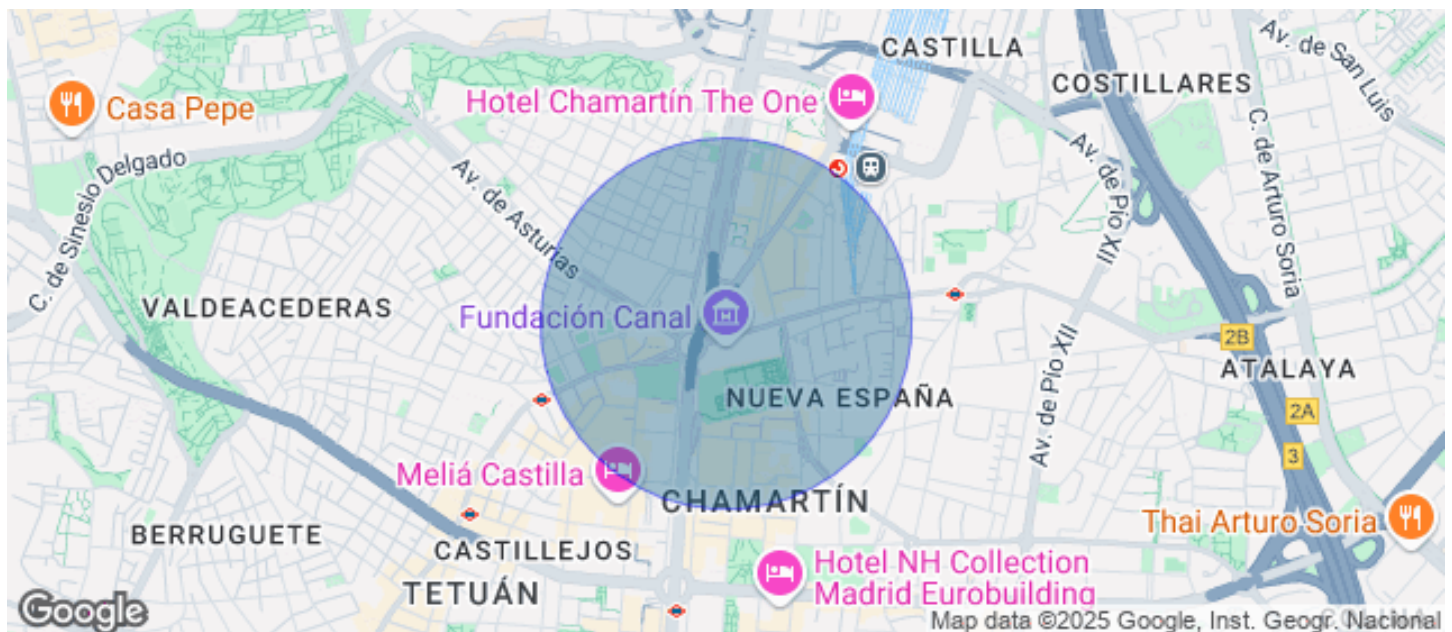 CASTILLA
Av. de San Luis
COSTILLARES
Hotel Chamartín The One
Casa Pepe
C. de Sinesio Delgado
Av. de Asturias
Av. de Pío XII
C. de Arturo Soria
VALDEACEDERAS
Fundación Canal
2B
ATALAYA
NUEVA ESPAÑA
Av. de Pío XII
2A
3
Meliá Castilla
CHAMARTÍN
Thai Arturo Soria
BERRUGUETE
CASTILLEJOS
TETUÁN
Hotel NH Collection
Madrid Eurobuilding
Google
Map data ©2025 Google, Inst. Geogr. Nacional